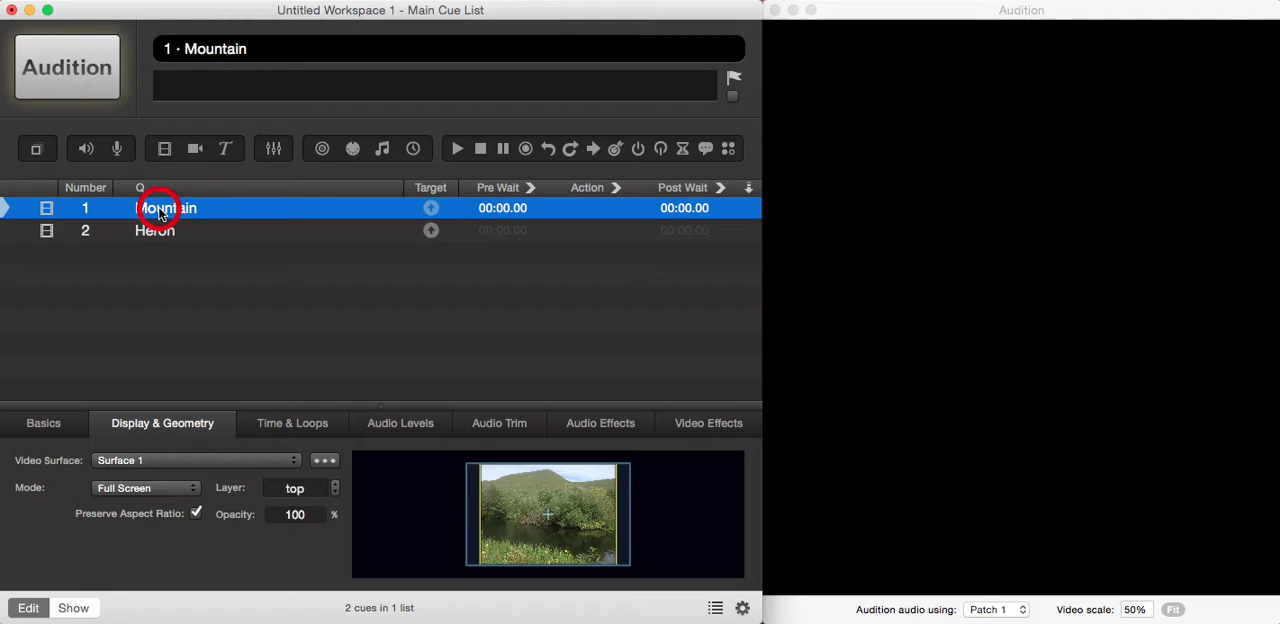 Untitled Workspace 1 - Main Cue List
Audition
Audition
1 · Mountain
Number Q Target Pre Wait Action Post Wait
1 Mountain 00:00.00 00:00.00
2 Heron 00:00.00 00:00.00
Basics Display & Geometry Time & Loops Audio Levels Audio Trim Audio Effects Video Effects
Video Surface: Surface 1
Mode: Full Screen Layer: top
Preserve Aspect Ratio: Opacity: 100 %
Edit Show 2 cues in 1 list
Audition audio using: Patch 1 Video scale: 50% Fit